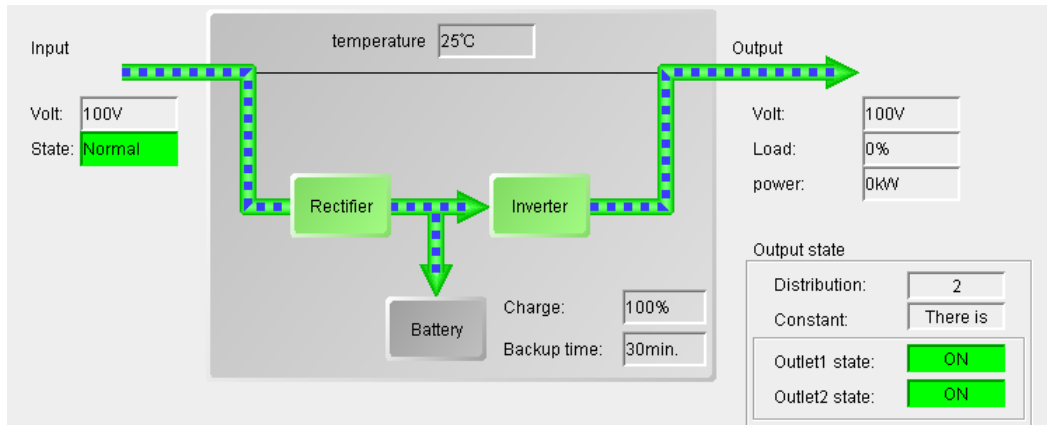 temperature 25℃
Input
Output
Volt: 100V
State: Normal
Volt: 100V
Load: 0%
power: 0kW
Rectifier
Inverter
Battery
Charge: 100%
Backup time: 30min.
Output state
Distribution: 2
Constant: There is
Outlet1 state: ON
Outlet2 state: ON